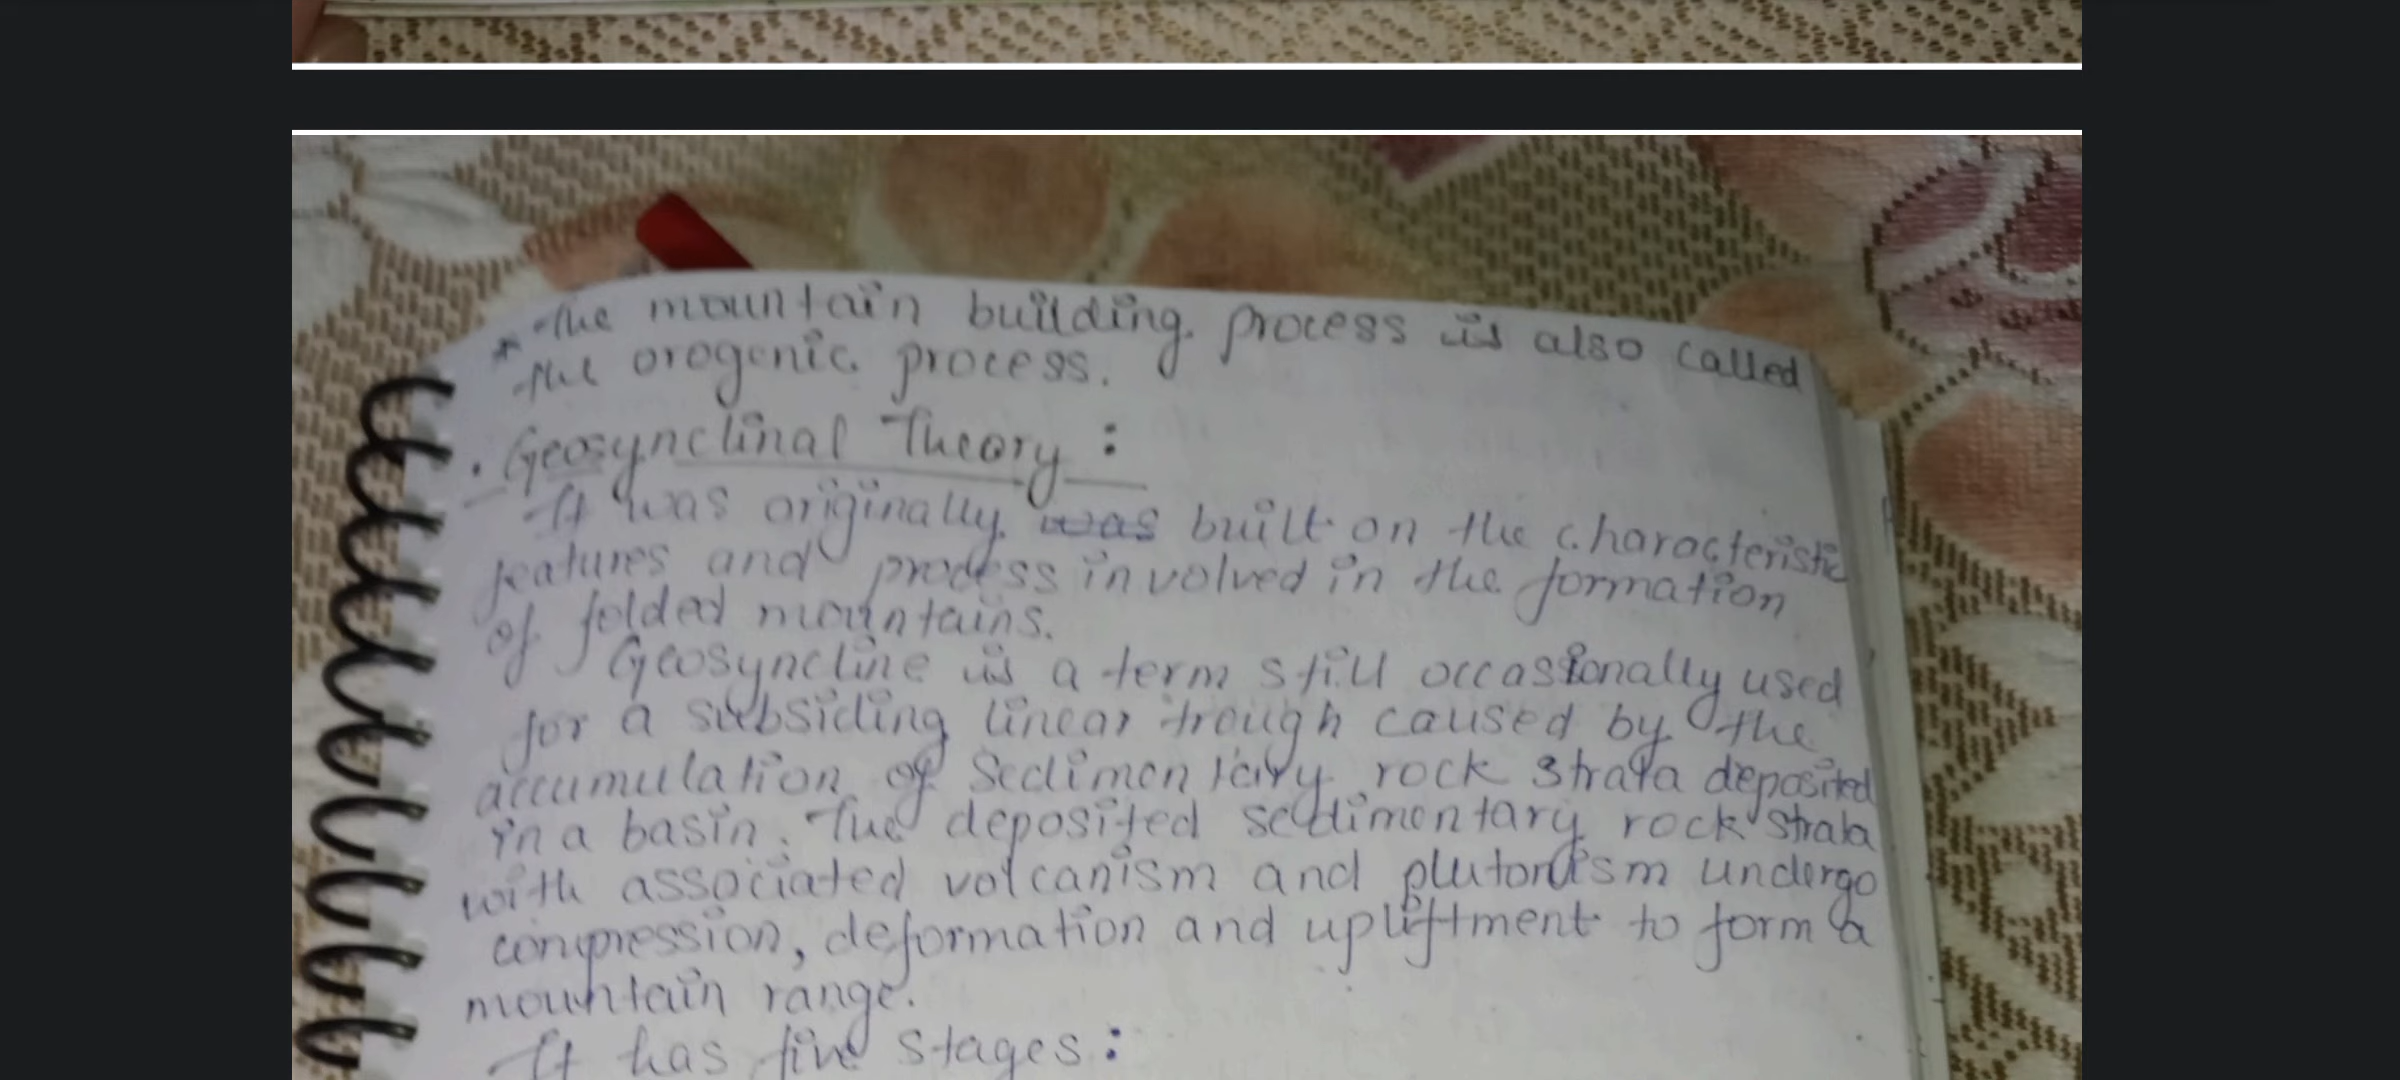 * The mountain building process is also called
the orogenic process.
. Geosynclinal Theory :
It was originally was built on the characteristic
features and process involved in the formation
of folded mountains.
Geosyncline is a term still occassionally used
for a subsiding linear trough caused by the
accumulation of Sedimentary rock strata deposited
in a basin. The deposited sedimentary rock strata
with associated volcanism and plutonism undergo
compression, deformation and upliftment to form a
mountain range.
It has five stages :